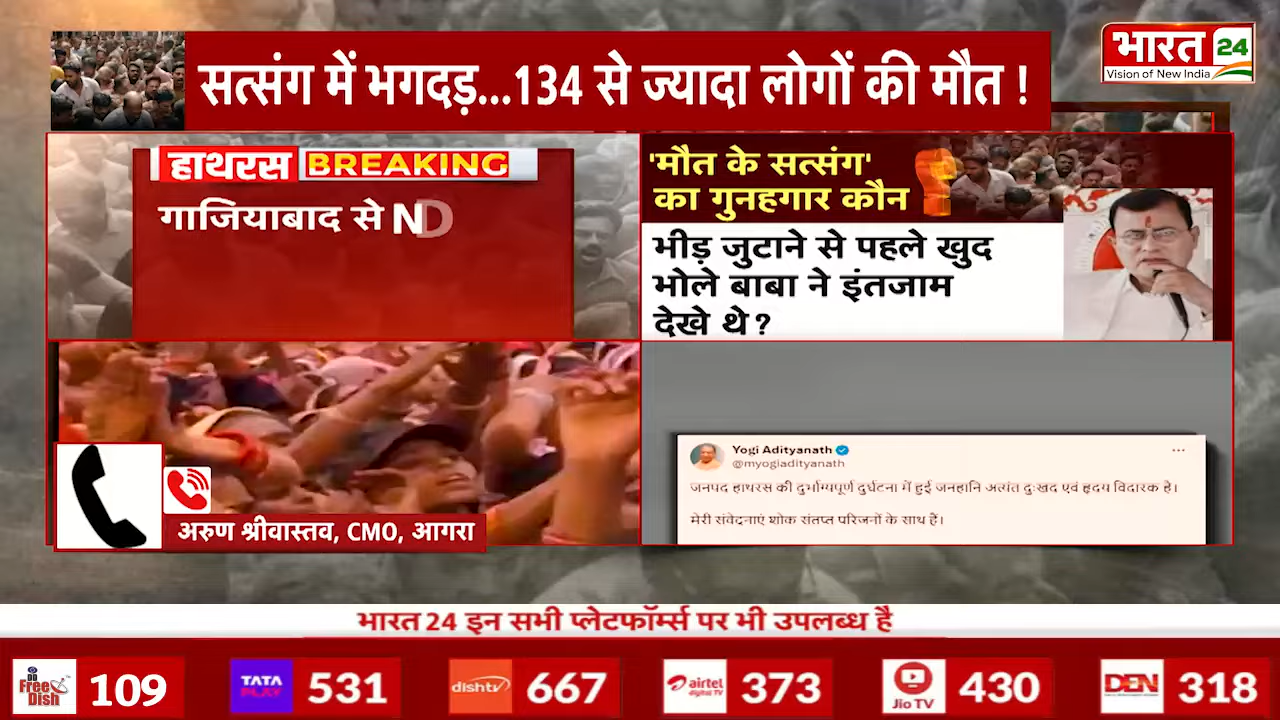 सत्संग में भगदड़...134 से ज्यादा लोगों की मौत !
भारत 24
Vision of New India
हाथरस BREAKING
गाजियाबाद से ND
'मौत के सत्संग'
का गुनहगार कौन ?
भीड़ जुटाने से पहले खुद
भोले बाबा ने इंतजाम
देखे थे?
अरुण श्रीवास्तव, CMO, आगरा
Yogi Adityanath
@myogiadityanath
जनपद हाथरस की दुर्भाग्यपूर्ण दुर्घटना में हुई जनहानि अत्यंत दुःखद एवं हृदय विदारक है।
मेरी संवेदनाएं शोक संतप्त परिजनों के साथ हैं।
भारत 24 इन सभी प्लेटफॉर्म्स पर भी उपलब्ध है
DD Free Dish 109
TATA PLAY 531
dishtv 667
airtel digital TV 373
Jio TV 430
DEN 318